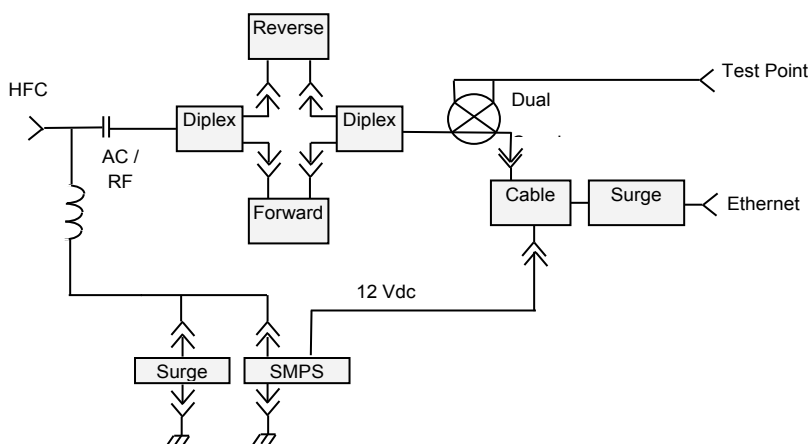 Reverse
Test Point
HFC
Dual
Diplex
Diplex
AC /
RF
Cable
Surge
Ethernet
Forward
12 Vdc
Surge
SMPS